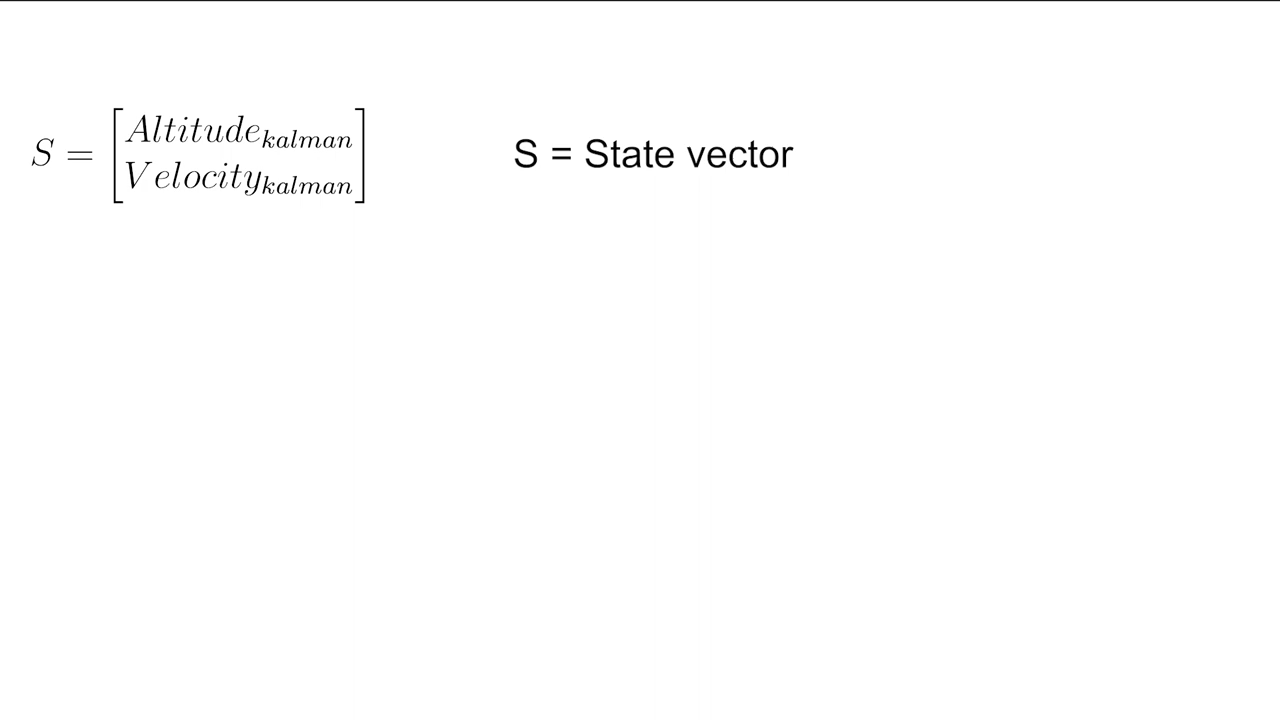 S = [Altitude_kalman
Velocity_kalman]
S = State vector